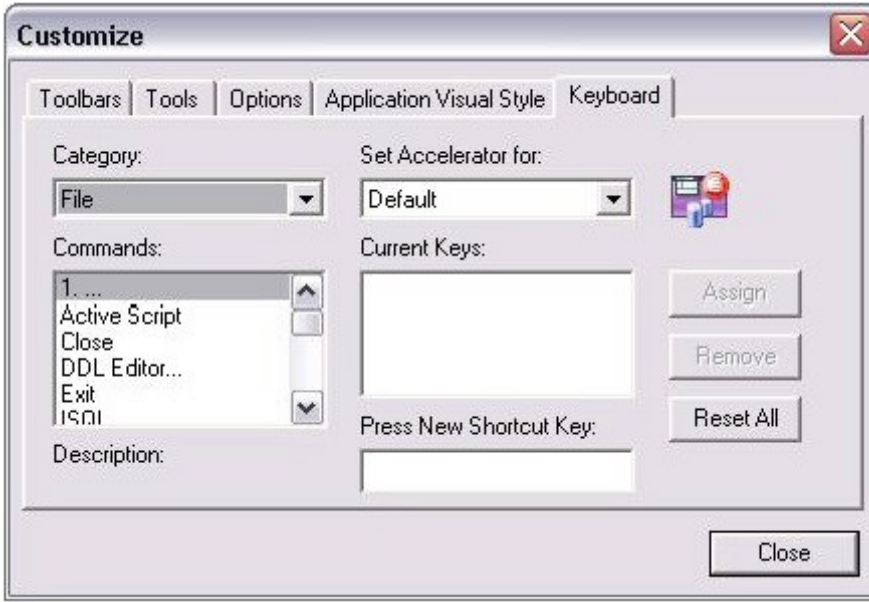 Customize
Toolbars Tools Options Application Visual Style Keyboard
Category: Set Accelerator for:
File Default
Commands: Current Keys:
1. ...
Active Script
Close
DDL Editor...
Exit
ISQL
Assign
Remove
Reset All
Press New Shortcut Key:
Description:
Close